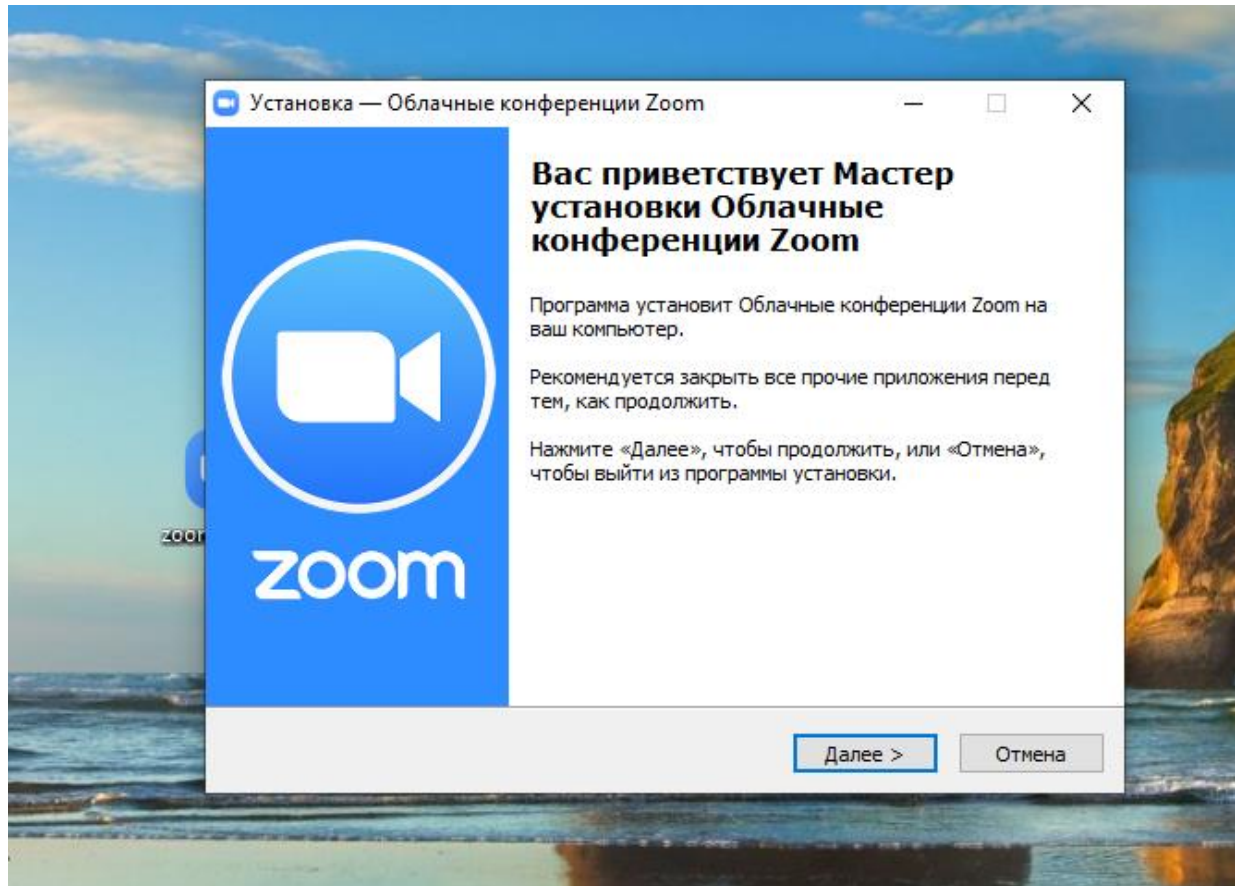 Установка — Облачные конференции Zoom
Вас приветствует Мастер
установки Облачные
конференции Zoom
Программа установит Облачные конференции Zoom на
ваш компьютер.
Рекомендуется закрыть все прочие приложения перед
тем, как продолжить.
Нажмите «Далее», чтобы продолжить, или «Отмена»,
чтобы выйти из программы установки.
zoom
Далее >
Отмена